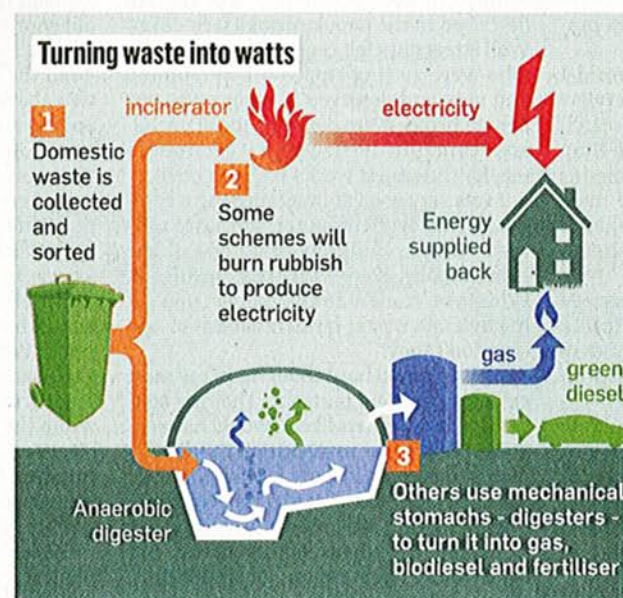 Turning waste into watts
incinerator
electricity
1
Domestic
waste is
collected
and
sorted
2
Some
schemes will
burn rubbish
to produce
electricity
Energy
supplied
back
gas
green
diesel
Anaerobic
digester
3
Others use mechanical
stomachs - digesters -
to turn it into gas,
biodiesel and fertiliser